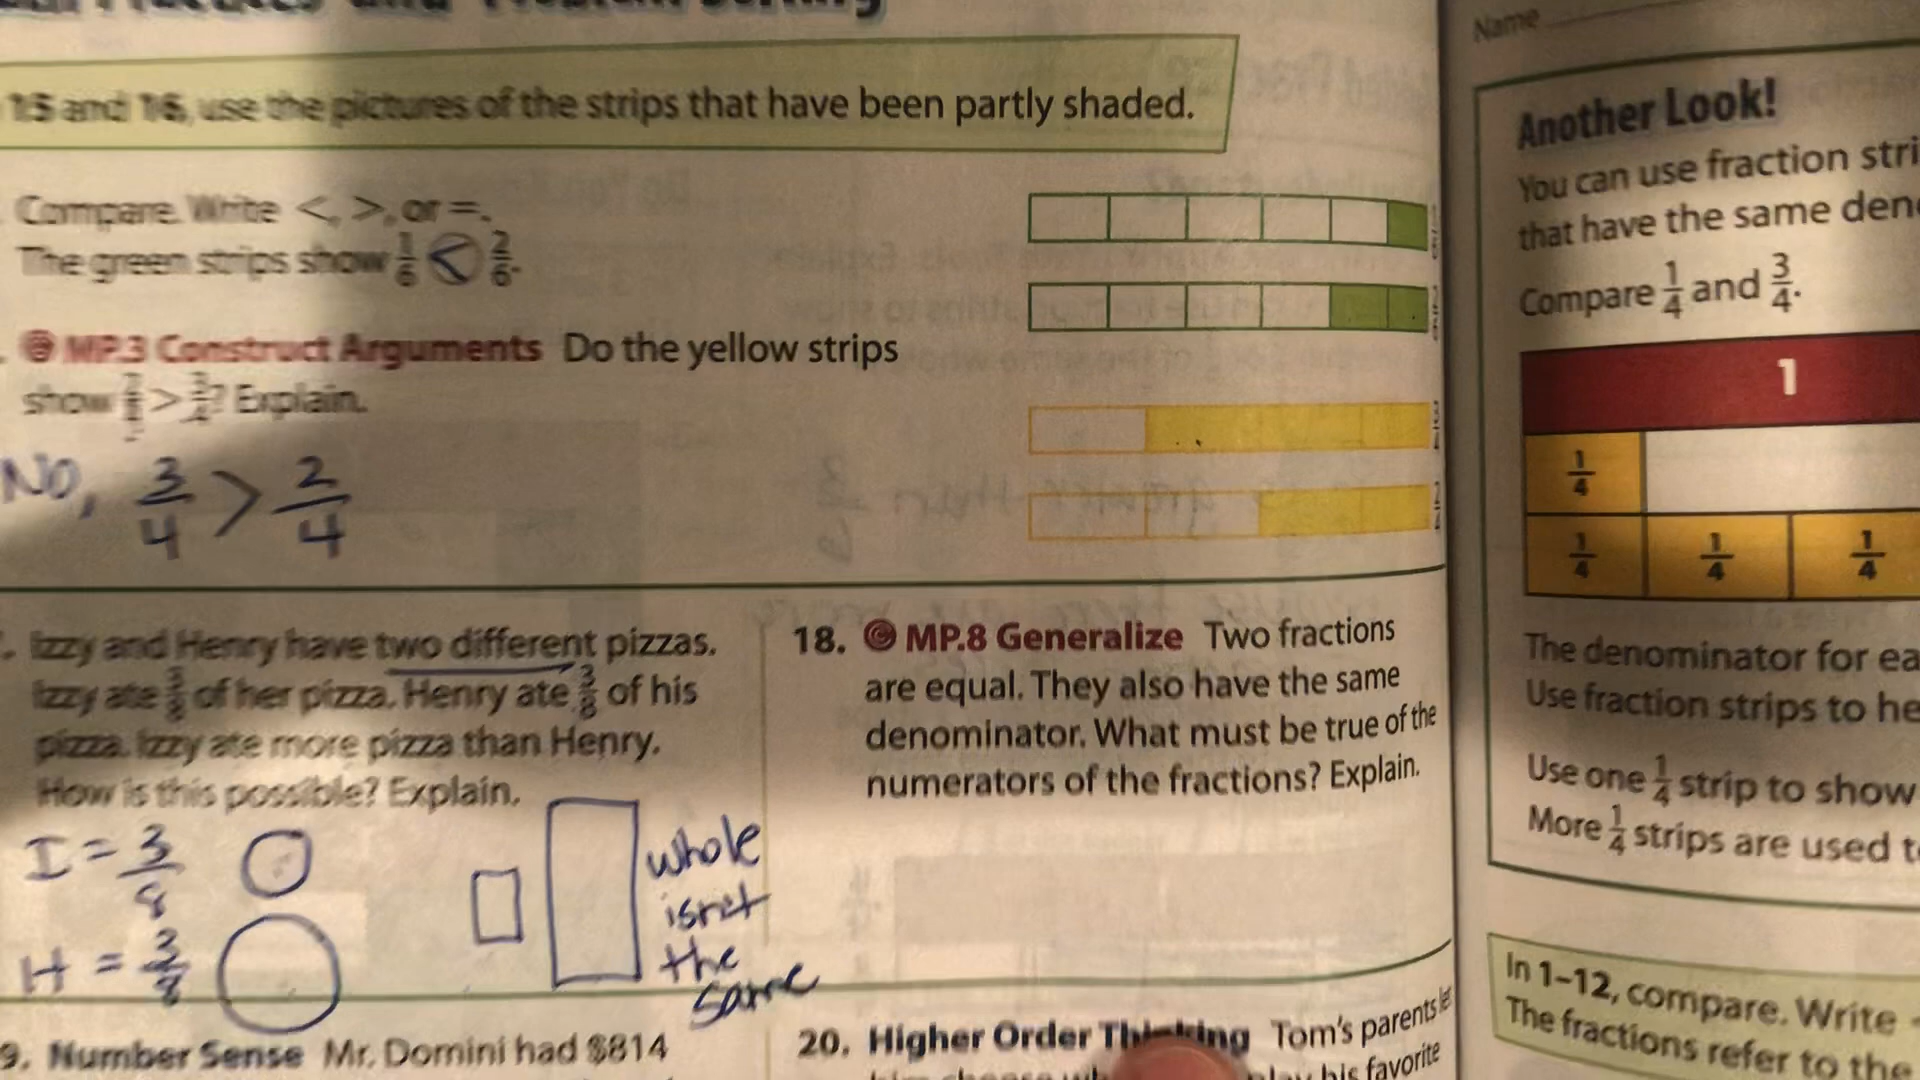 15 and 16, use the pictures of the strips that have been partly shaded.
Compare. Write <, >, or =.
The green strips show 1/6 < 2/6.
MP.3 Construct Arguments Do the yellow strips
show > 3/4? Explain.
No, 3/4 > 2/4
Izzy and Henry have two different pizzas.
Izzy ate 3/8 of her pizza. Henry ate 3/8 of his
pizza. Izzy ate more pizza than Henry.
How is this possible? Explain.
I = 3/8
H = 3/8
whole
isn't
the
same
18. MP.8 Generalize Two fractions
are equal. They also have the same
denominator. What must be true of the
numerators of the fractions? Explain.
9. Number Sense Mr. Domini had $814
20. Higher Order Thinking Tom's parents
his favorite
Name
Another Look!
You can use fraction stri
that have the same den
Compare 1/4 and 3/4.
1
1/4
1/4 1/4 1/4
The denominator for ea
Use fraction strips to he
Use one 1/4 strip to show
More 1/4 strips are used t
In 1–12, compare. Write
The fractions refer to the